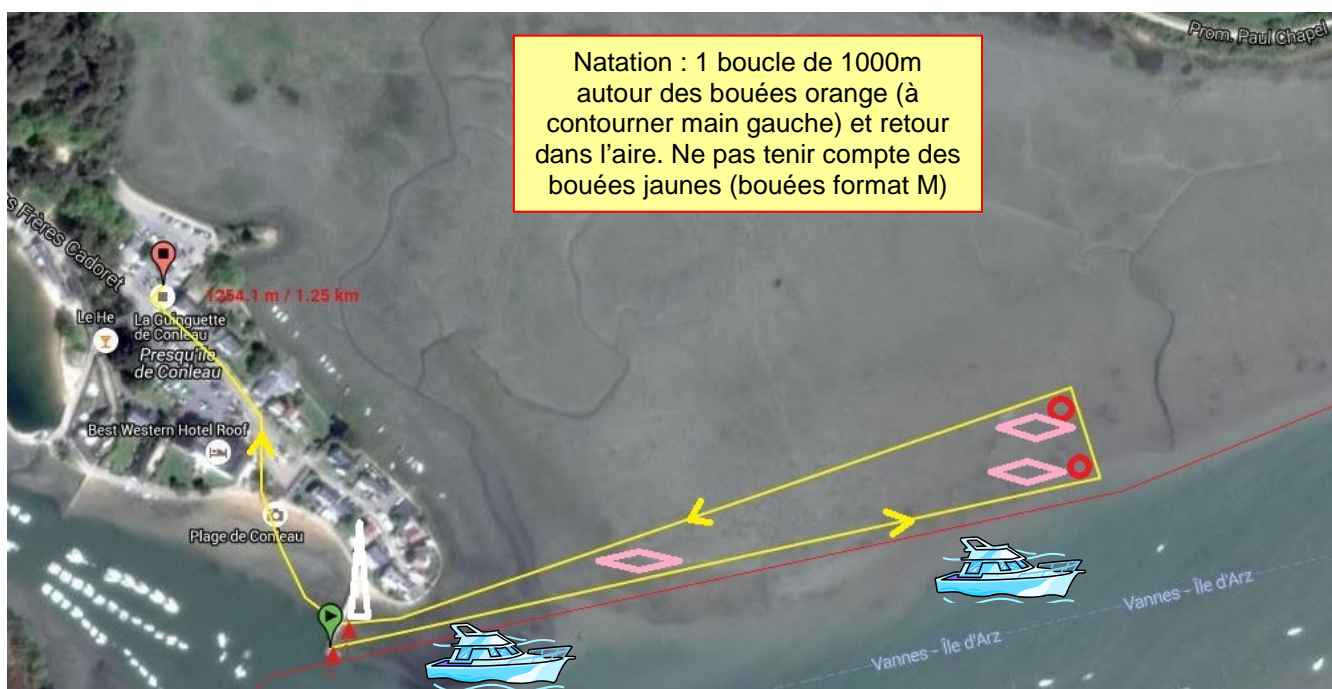 Prom. Paul Chapel
Natation : 1 boucle de 1000m
autour des bouées orange (à
contourner main gauche) et retour
dans l'aire. Ne pas tenir compte des
bouées jaunes (bouées format M)
s Frères Cadoret
1254.1 m / 1.25 km
Le He
La Guinguette
de Conleau
Presqu'île
de Conleau
Best Western Hotel Roof
Plage de Conleau
Vannes - Île d'Arz
Vannes - Île d'Arz